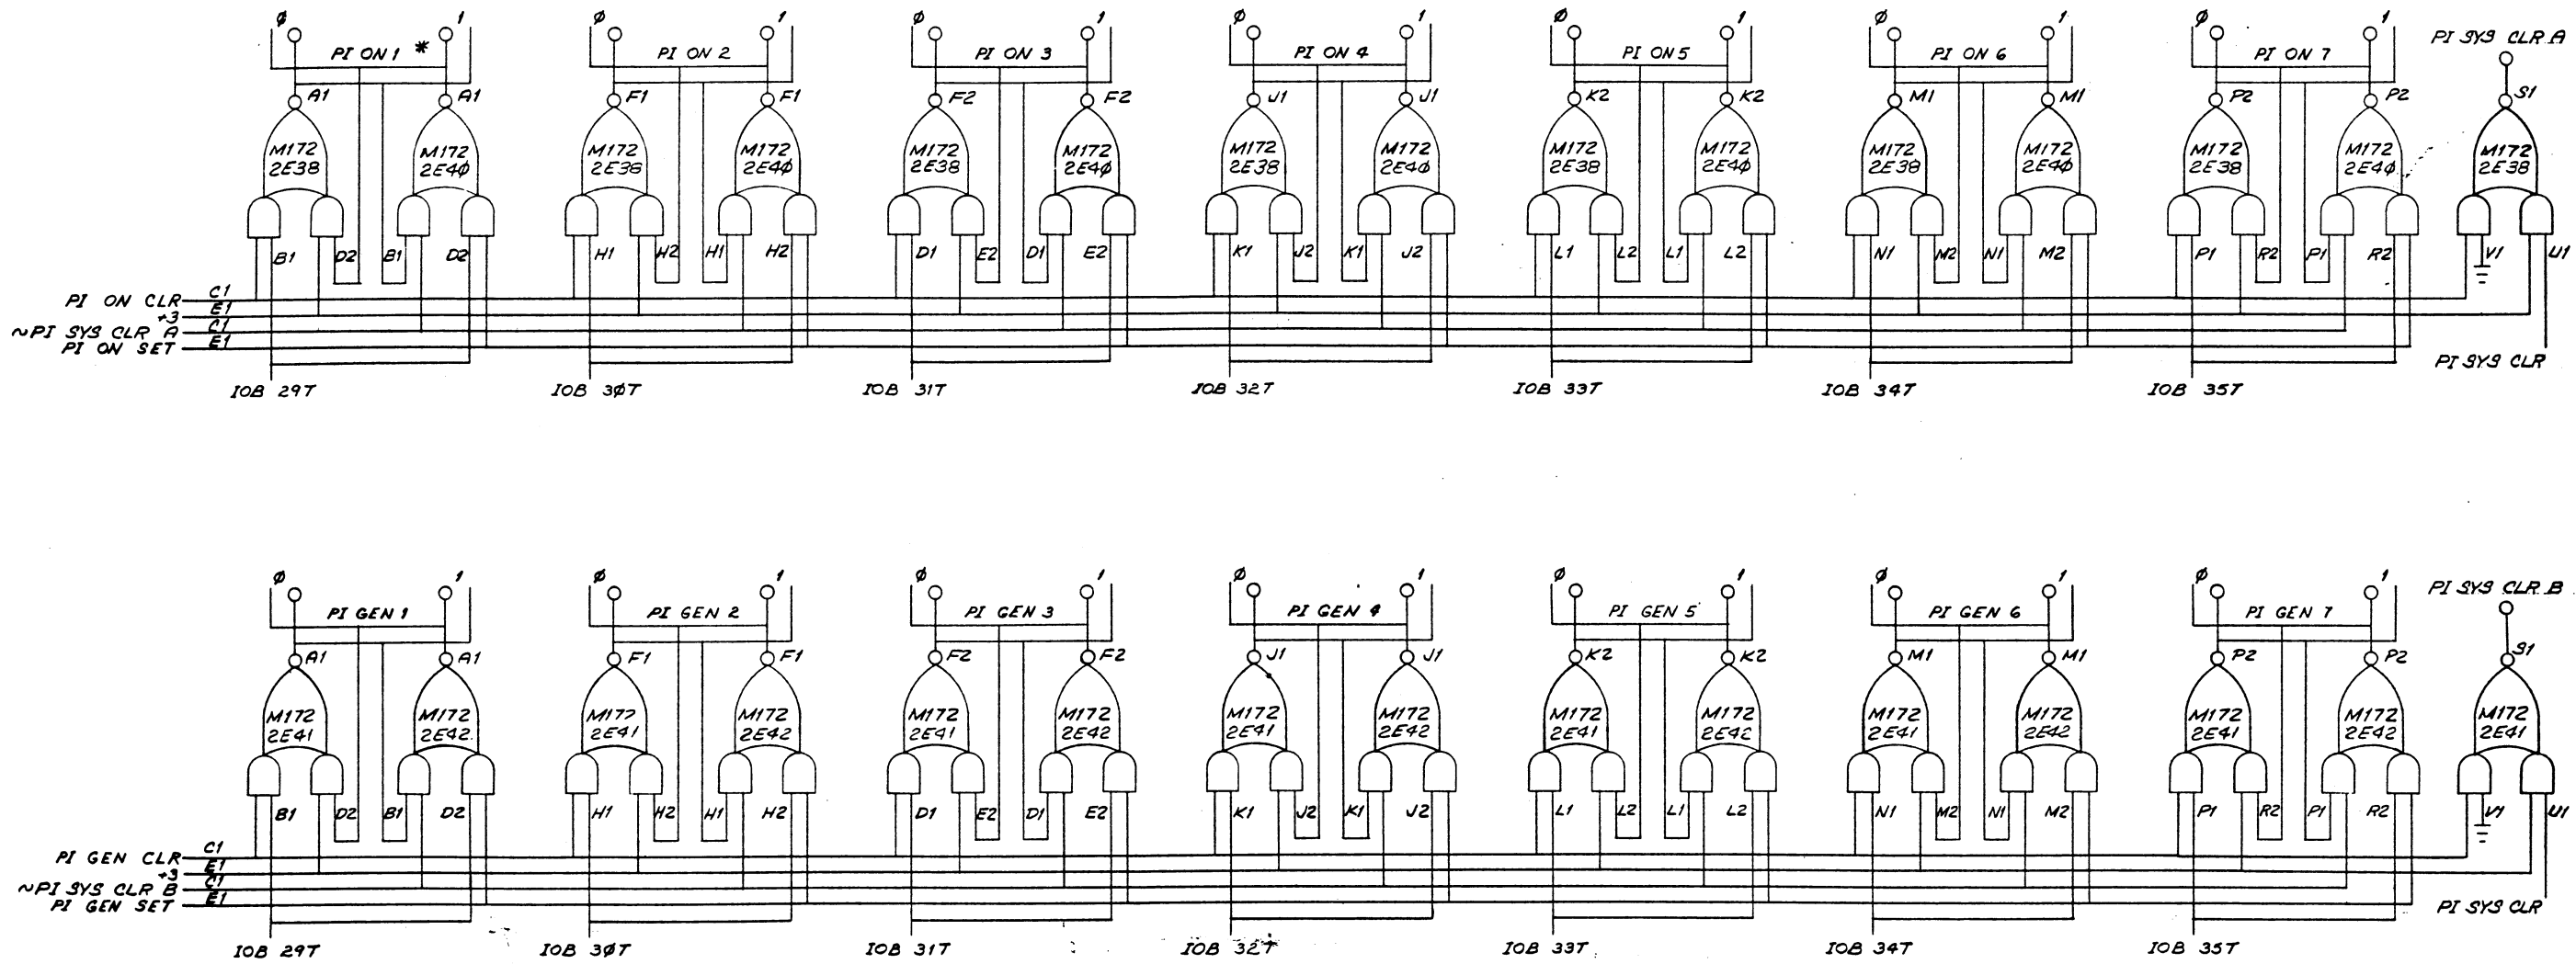 Ø 1 Ø 1 Ø 1 Ø 1 Ø 1 Ø 1 Ø 1 PI SYS CLR A
PI ON 1 * PI ON 2 PI ON 3 PI ON 4 PI ON 5 PI ON 6 PI ON 7
A1 A1 F1 F1 F2 F2 J1 J1 K2 K2 M1 M1 P2 P2 S1
M172 M172 M172 M172 M172 M172 M172 M172 M172 M172 M172 M172 M172 M172 M172
2E38 2E4Ø 2E38 2E4Ø 2E38 2E4Ø 2E38 2E4Ø 2E38 2E4Ø 2E38 2E4Ø 2E38 2E4Ø 2E38
B1 D2 B1 D2 H1 H2 H1 H2 D1 E2 D1 E2 K1 J2 K1 J2 L1 L2 L1 L2 N1 M2 N1 M2 P1 R2 P1 R2 V1 U1
PI ON CLR C1
+3 E1
~PI SYS CLR A C1
PI ON SET E1
PI SYS CLR
IOB 29T IOB 3ØT IOB 31T IOB 32T IOB 33T IOB 34T IOB 35T
Ø 1 Ø 1 Ø 1 Ø 1 Ø 1 Ø 1 Ø 1 PI SYS CLR B
PI GEN 1 PI GEN 2 PI GEN 3 PI GEN 4 PI GEN 5 PI GEN 6 PI GEN 7
A1 A1 F1 F1 F2 F2 J1 J1 K2 K2 M1 M1 P2 P2 S1
M172 M172 M172 M172 M172 M172 M172 M172 M172 M172 M172 M172 M172 M172 M172
2E41 2E42 2E41 2E42 2E41 2E42 2E41 2E42 2E41 2E42 2E41 2E42 2E41 2E42 2E41
B1 D2 B1 D2 H1 H2 H1 H2 D1 E2 D1 E2 K1 J2 K1 J2 L1 L2 L1 L2 N1 M2 N1 M2 P1 R2 P1 R2 V1 U1
PI GEN CLR C1
+3 E1
~PI SYS CLR B C1
PI GEN SET E1
PI SYS CLR
IOB 29T IOB 3ØT IOB 31T IOB 32T IOB 33T IOB 34T IOB 35T